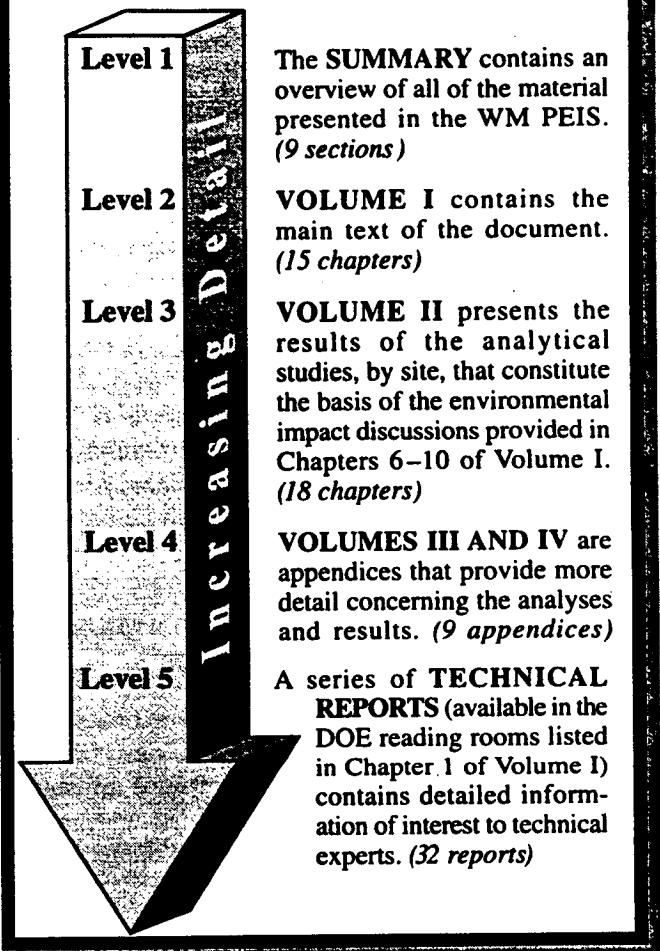 Level 1
The SUMMARY contains an
overview of all of the material
presented in the WM PEIS.
(9 sections)
Level 2
VOLUME I contains the
main text of the document.
(15 chapters)
Level 3
VOLUME II presents the
results of the analytical
studies, by site, that constitute
the basis of the environmental
impact discussions provided in
Chapters 6–10 of Volume I.
(18 chapters)
Level 4
VOLUMES III AND IV are
appendices that provide more
detail concerning the analyses
and results. (9 appendices)
Level 5
A series of TECHNICAL
REPORTS (available in the
DOE reading rooms listed
in Chapter 1 of Volume I)
contains detailed inform-
ation of interest to technical
experts. (32 reports)
Increasing Detail